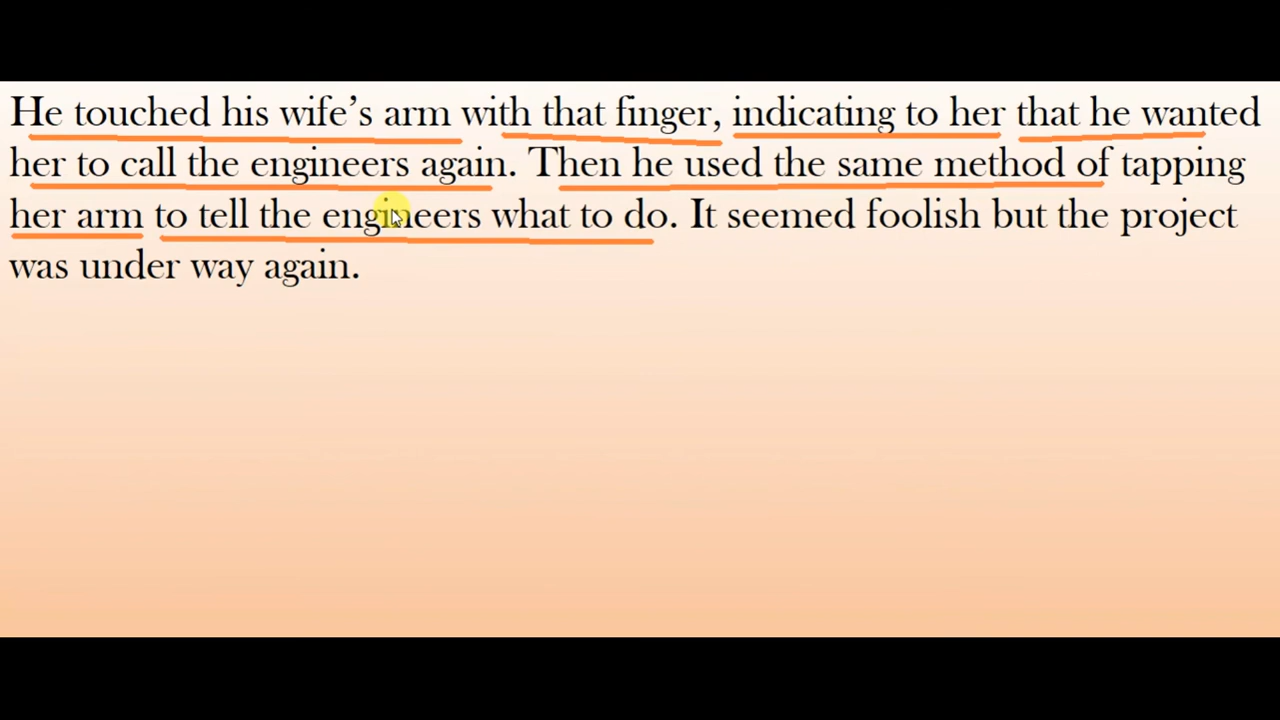 He touched his wife’s arm with that finger, indicating to her that he wanted
her to call the engineers again. Then he used the same method of tapping
her arm to tell the engineers what to do. It seemed foolish but the project
was under way again.